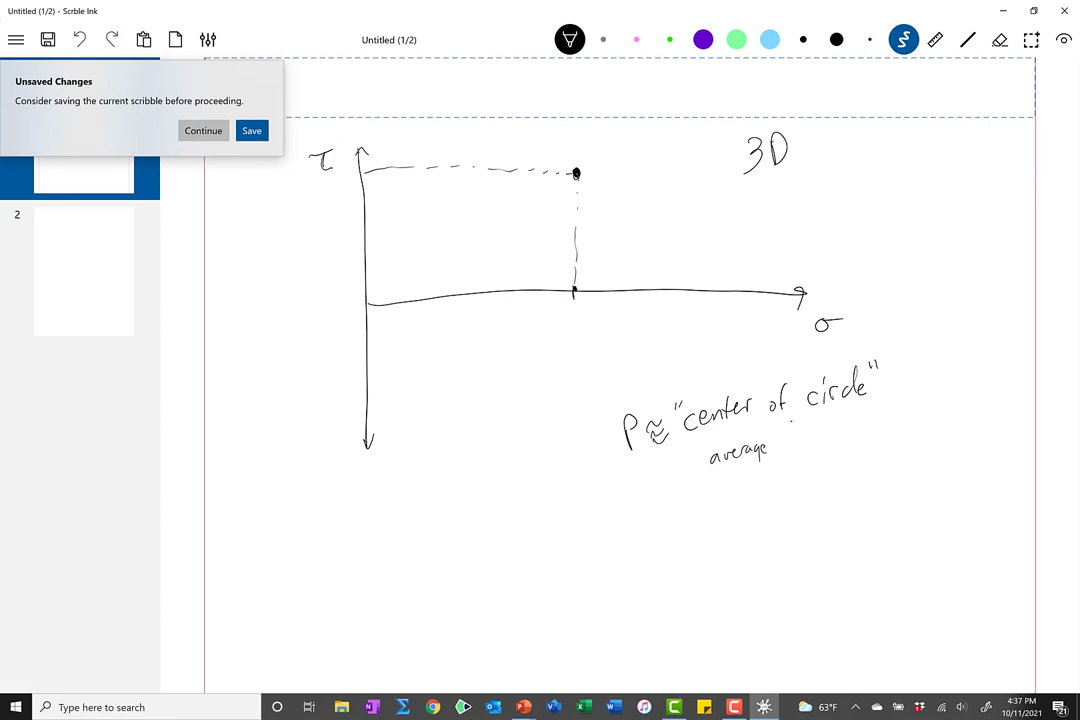 Untitled (1/2) - Scrble Ink
Untitled (1/2)
Unsaved Changes
Consider saving the current scribble before proceeding.
Continue
Save
2
τ
3D
σ
P ≈ "center of circle"
average
Type here to search
63°F
4:37 PM
10/11/2021
21